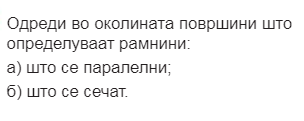 Одреди во околината површини што
определуваат рамнини:
а) што се паралелни;
б) што се сечат.